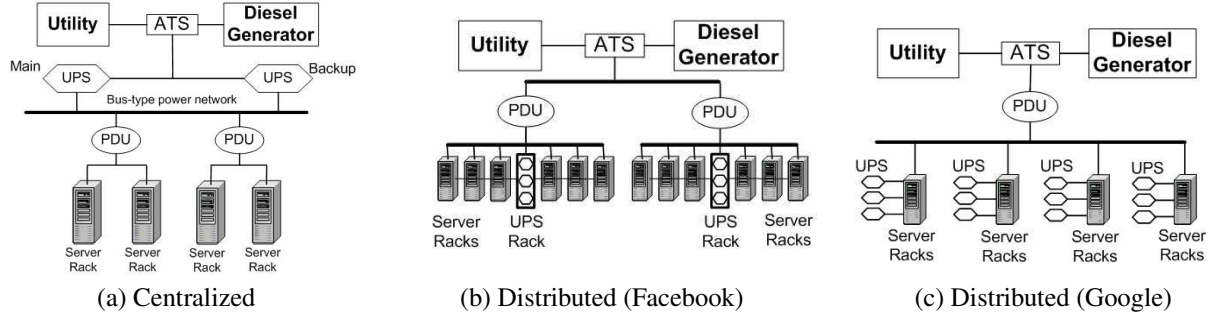 Utility
ATS
Diesel
Generator
Main
UPS
UPS
Backup
Bus-type power network
PDU
PDU
Server
Rack
Server
Rack
Server
Rack
Server
Rack
(a) Centralized
Utility
ATS
Diesel
Generator
PDU
PDU
Server
Racks
UPS
Rack
UPS
Rack
Server
Racks
(b) Distributed (Facebook)
Utility
ATS
Diesel
Generator
PDU
UPS
UPS
UPS
UPS
Server
Racks
Server
Racks
Server
Racks
Server
Racks
(c) Distributed (Google)